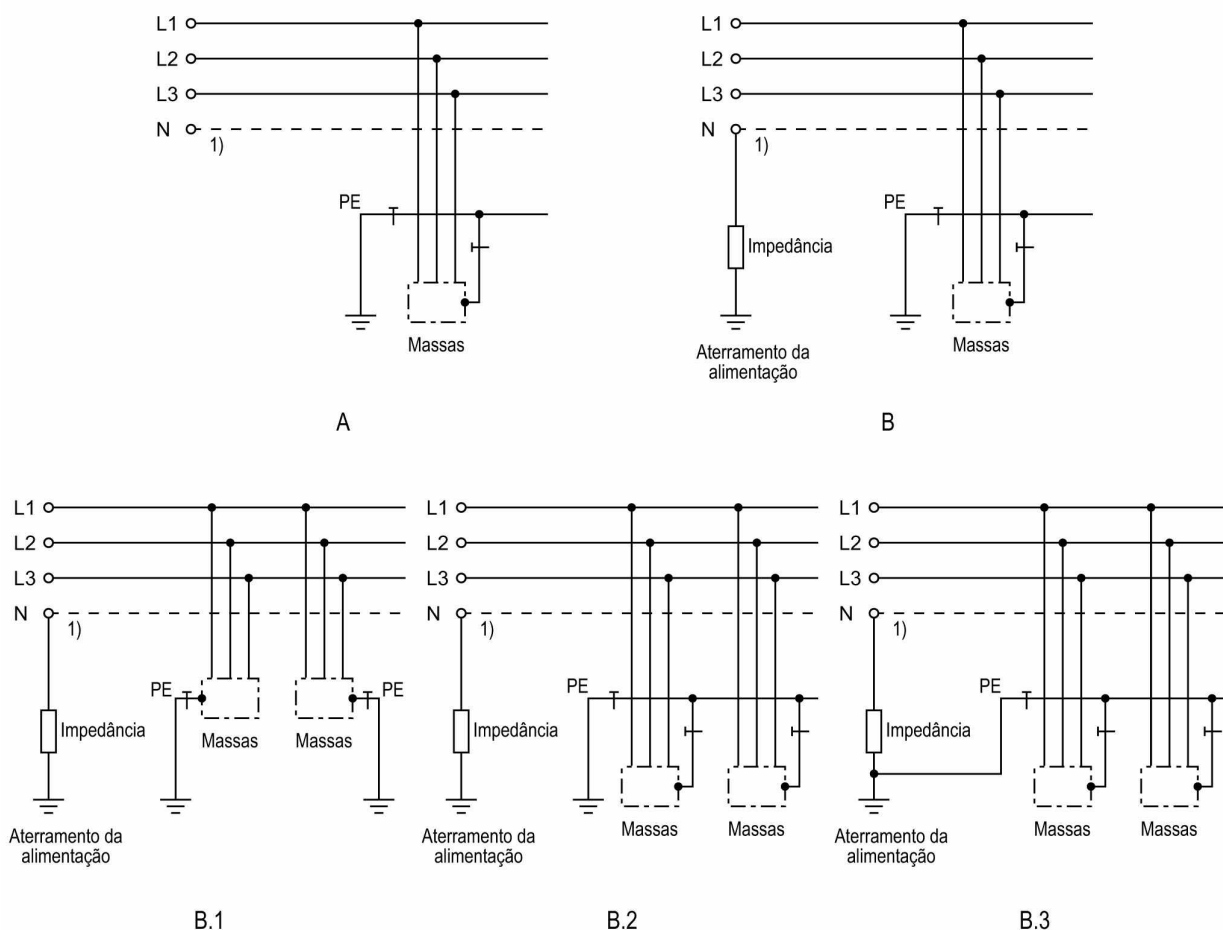 L1
L2
L3
N
1)
PE
Massas
A
L1
L2
L3
N
1)
PE
Impedância
Massas
Aterramento da
alimentação
B
L1
L2
L3
N
1)
PE
PE
Impedância
Massas
Massas
Aterramento da
alimentação
B.1
L1
L2
L3
N
1)
PE
Impedância
Massas
Massas
Aterramento da
alimentação
B.2
L1
L2
L3
N
1)
PE
Impedância
Massas
Massas
Aterramento da
alimentação
B.3